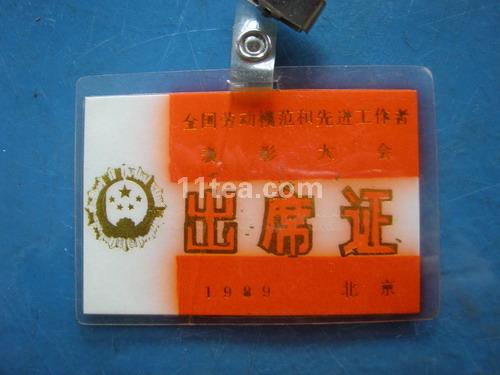 全国劳动模范和先进工作者
表彰大会
11tea.com
出席证
1989 北京